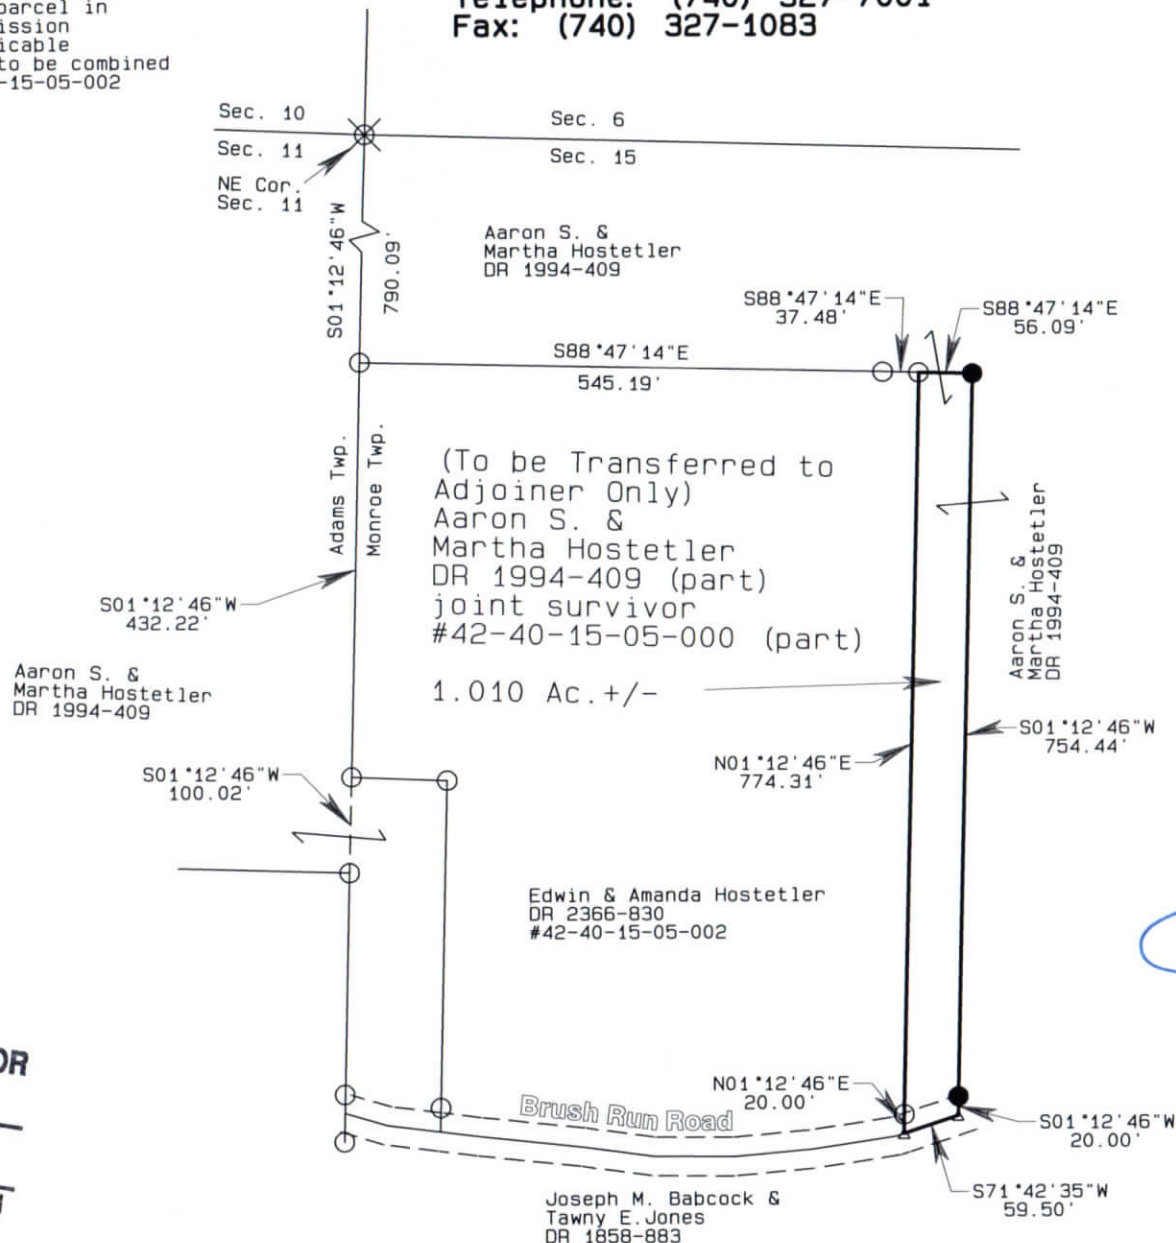 parcel in
ission
icable
to be combined
-15-05-002
Telephone: (740) 327-7001
Fax: (740) 327-1083
Sec. 10
Sec. 6
Sec. 11
Sec. 15
NE Cor.
Sec. 11
S01°12'46"W
790.09'
Aaron S. &
Martha Hostetler
DR 1994-409
S88°47'14"E
37.48'
S88°47'14"E
56.09'
S88°47'14"E
545.19'
Adams Twp.
Monroe Twp.
(To be Transferred to
Adjoiner Only)
Aaron S. &
Martha Hostetler
DR 1994-409 (part)
joint survivor
#42-40-15-05-000 (part)
1.010 Ac.+/-
Aaron S. &
Martha Hostetler
DR 1994-409
S01°12'46"W
432.22'
Aaron S. &
Martha Hostetler
DR 1994-409
S01°12'46"W
754.44'
N01°12'46"E
774.31'
S01°12'46"W
100.02'
Edwin & Amanda Hostetler
DR 2366-830
#42-40-15-05-002
OR
N01°12'46"E
20.00'
Brush Run Road
S01°12'46"W
20.00'
S71°42'35"W
59.50'
Joseph M. Babcock &
Tawny E.Jones
DR 1858-883